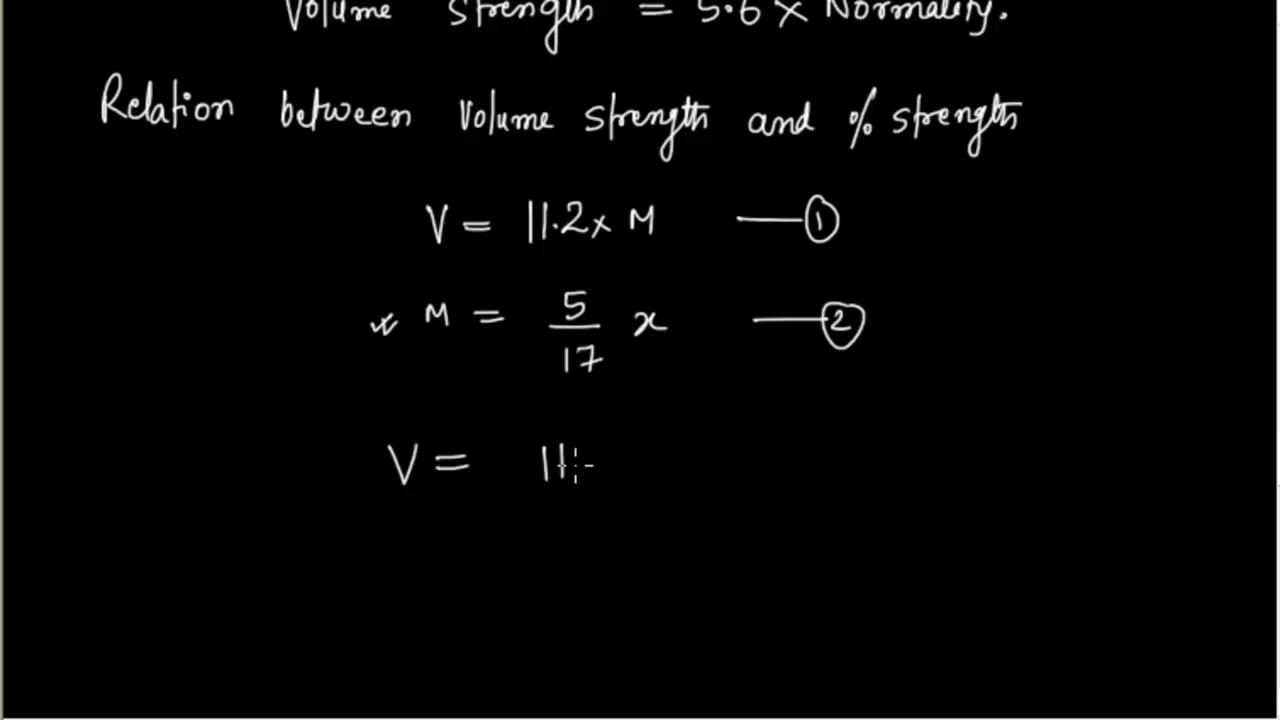 Volume strength = 5.6 × Normality.
Relation between Volume strength and % strength
V = 11.2 × M —①
* M = 5/17 x —②
V = 11